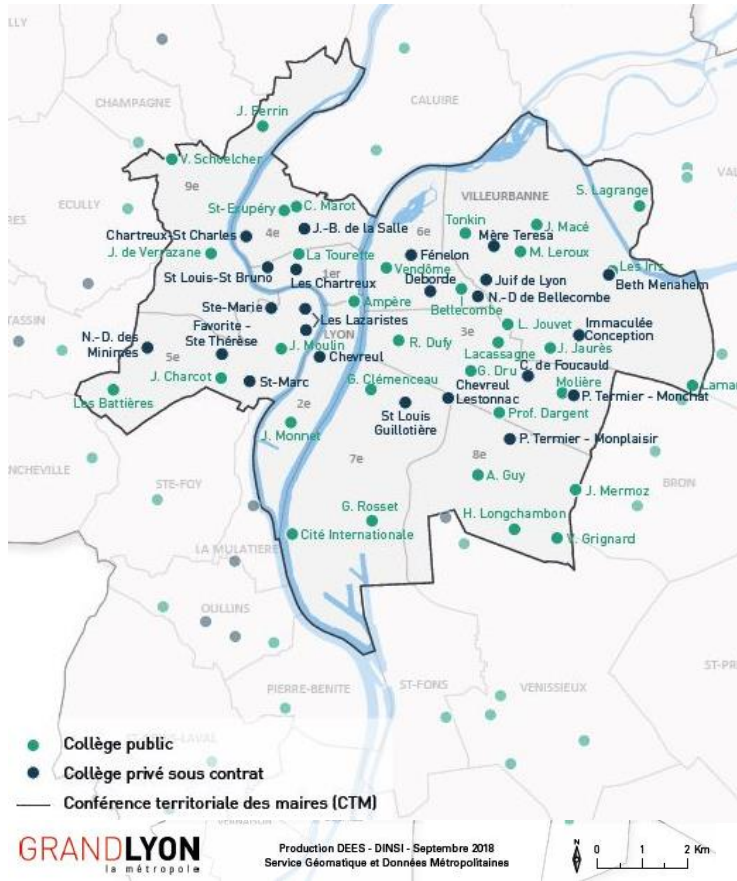 CHAMPAGNE
CALUIRE
J. Perrin
V. Schoelcher
9e
VILLEURBANNE
ECULLY
St-Exupéry
C. Marot
S. Lagrange
Chartreux-St Charles
4e
J.-B. de la Salle
6e
Tonkin
J. Macé
Mère Teresa
J. de Verrazane
La Tourette
1er
Fénelon
M. Leroux
St Louis-St Bruno
Les Chartreux
Vendôme
Deborde
Juif de Lyon
Les Iris
Beth Menahem
Ste-Marie
Ampère
N.-D de Bellecombe
Bellecombe
Les Lazaristes
TASSIN
LYON
N.-D. des
Minimes
Favorite -
Ste Thérèse
J. Moulin
R. Dufy
3e
L. Jouvet
Immaculée
Conception
Lacassagne
J. Jaurès
5e
Chevreul
G. Dru
C. de Foucauld
J. Charcot
St-Marc
G. Clémenceau
Chevreul
Lestonnac
Molière
P. Termier - Monchat
Les Battières
2e
St Louis
Guillotière
Prof. Dargent
J. Monnet
P. Termier - Monplaisir
7e
8e
NCHEVILLE
STE-FOY
A. Guy
BRON
J. Mermoz
G. Rosset
H. Longchambon
Cité Internationale
V. Grignard
LA MULATIERE
OULLINS
ST-PR
PIERRE-BENITE
ST-FONS
VENISSIEUX
Collège public
Collège privé sous contrat
Conférence territoriale des maires (CTM)
GRANDLYON
la métropole
Production DEES - DINSI - Septembre 2018
Service Géomatique et Données Métropolitaines
N
0 1 2 Km